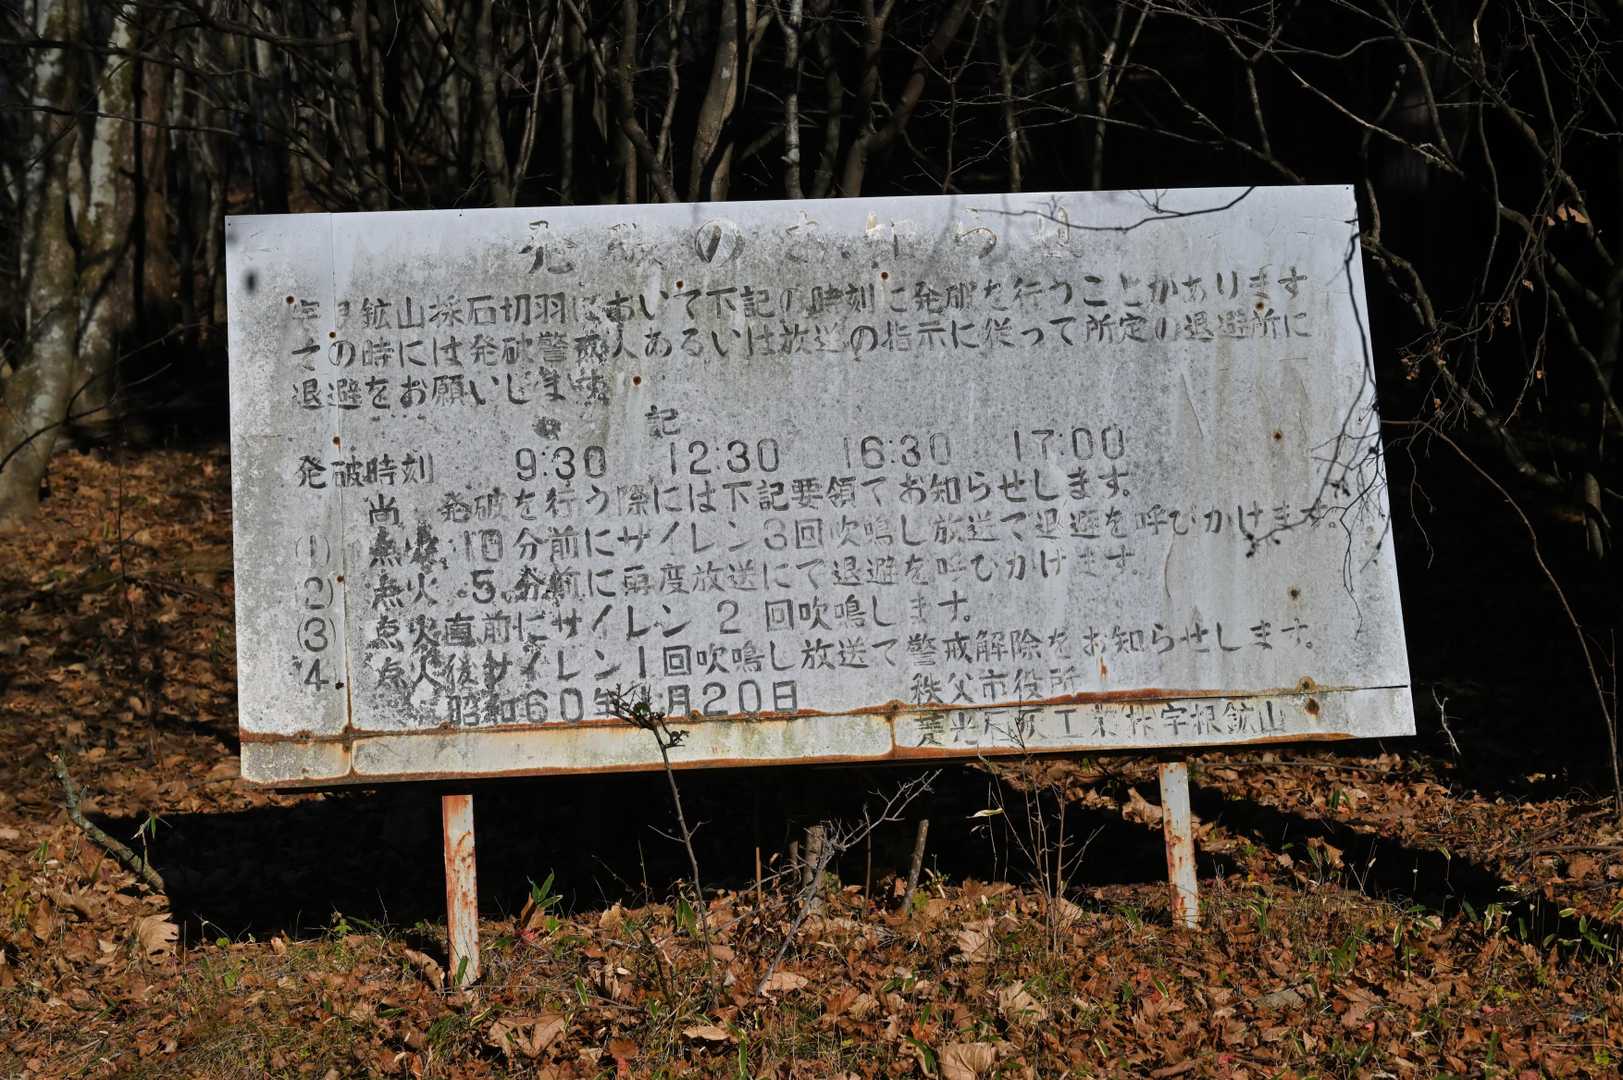 発破のお知らせ
宇根鉱山採石切羽において下記の時刻に発破を行うことがあります
その時には発破警戒人あるいは放送の指示に従って所定の退避所に
退避をお願いします
記
発破時刻 9:30 12:30 16:30 17:00
尚 発破を行う際には下記要領でお知らせします。
(1) 点火 10分前にサイレン3回吹鳴し放送で退避を呼びかけます。
(2) 点火 5分前に再度放送にて退避を呼びかけます。
(3) 点火直前にサイレン 2 回吹鳴します。
4. 点火後サイレン1回吹鳴し放送で警戒解除をお知らせします。
昭和60年 月20日 秩父市役所
菱光石灰工業㈱宇根鉱山